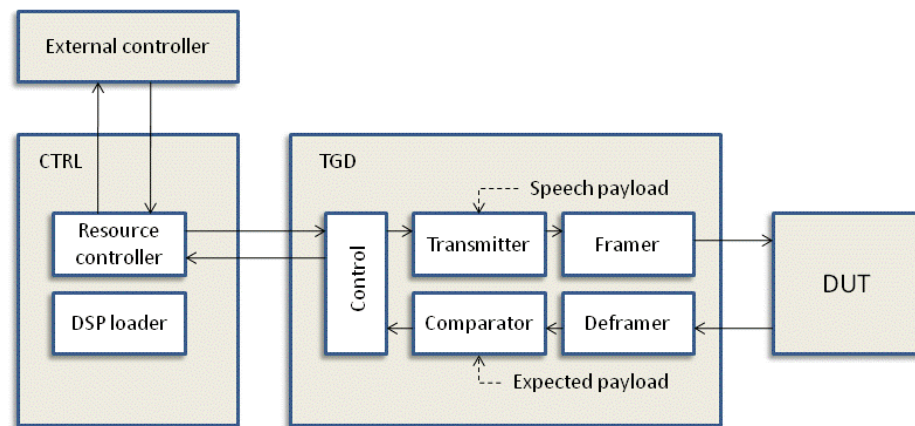 External controller
CTRL
TGD
Speech payload
Resource
controller
Control
Transmitter
Framer
DUT
DSP loader
Comparator
Deframer
Expected payload